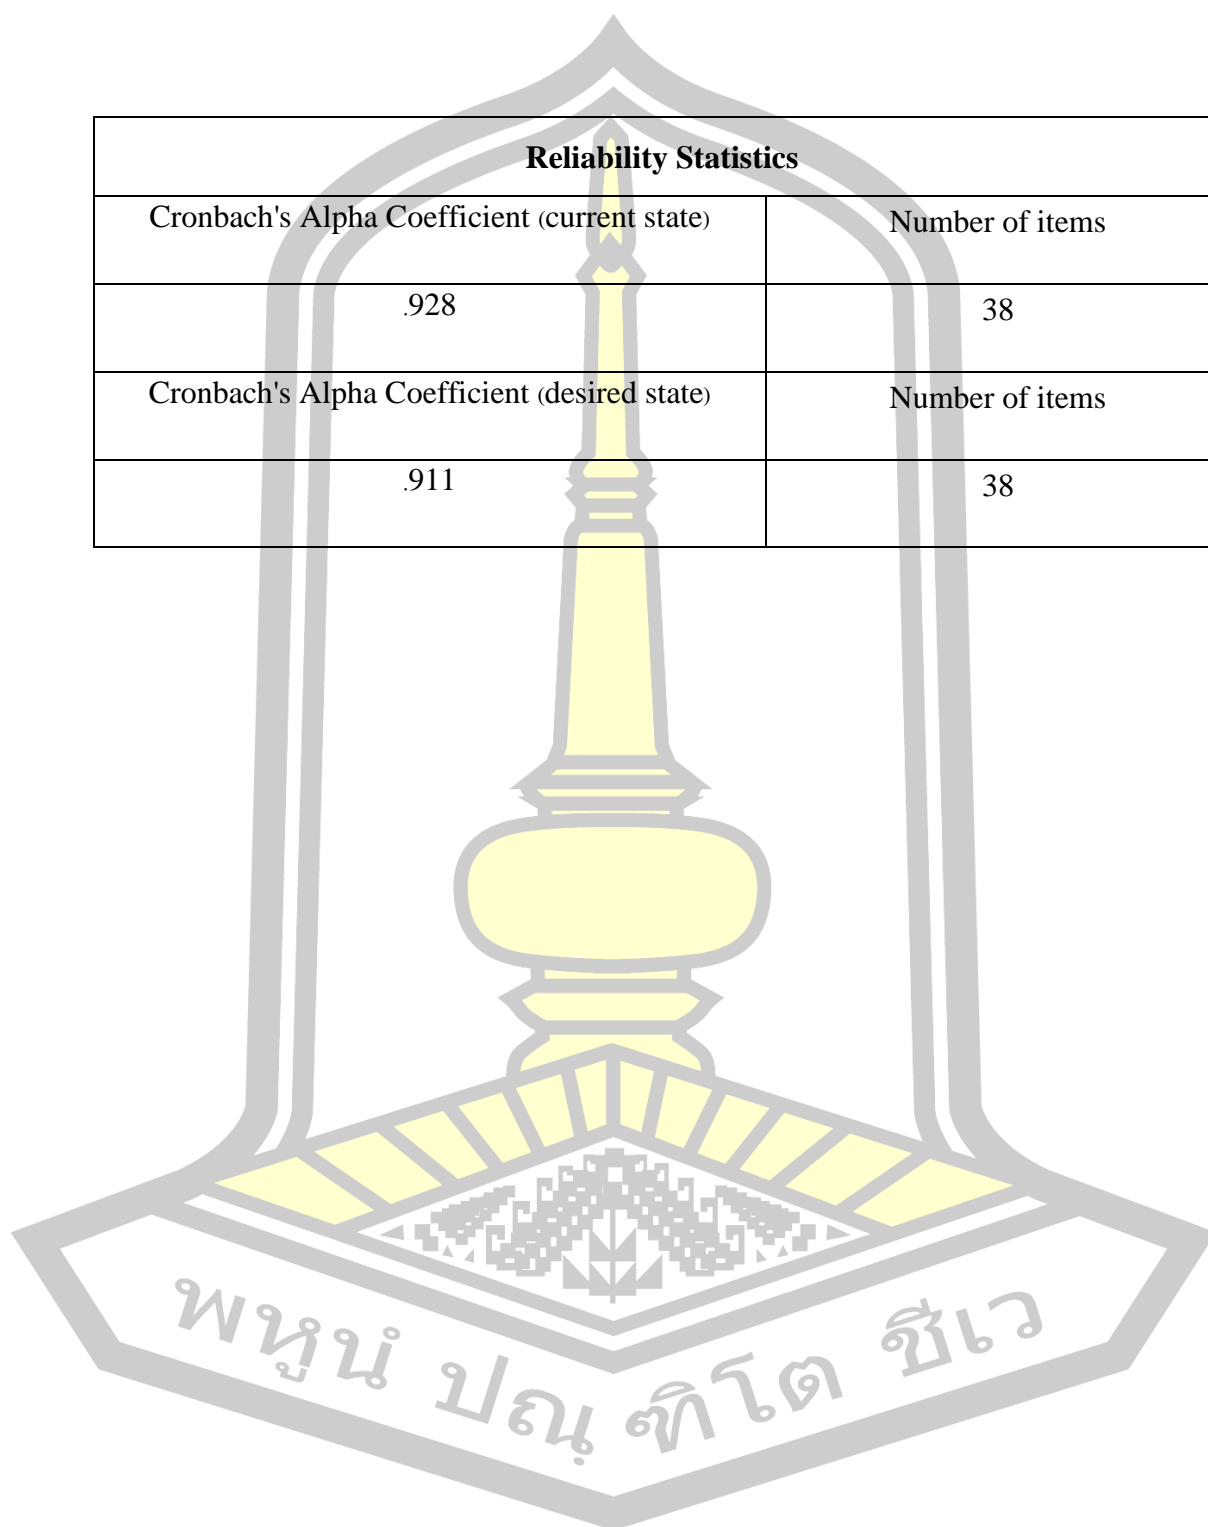 Reliability Statistics
Cronbach's Alpha Coefficient (current state) Number of items
.928 38
Cronbach's Alpha Coefficient (desired state) Number of items
.911 38
พหูนํ ปณฺ ฑิโต ชีเว